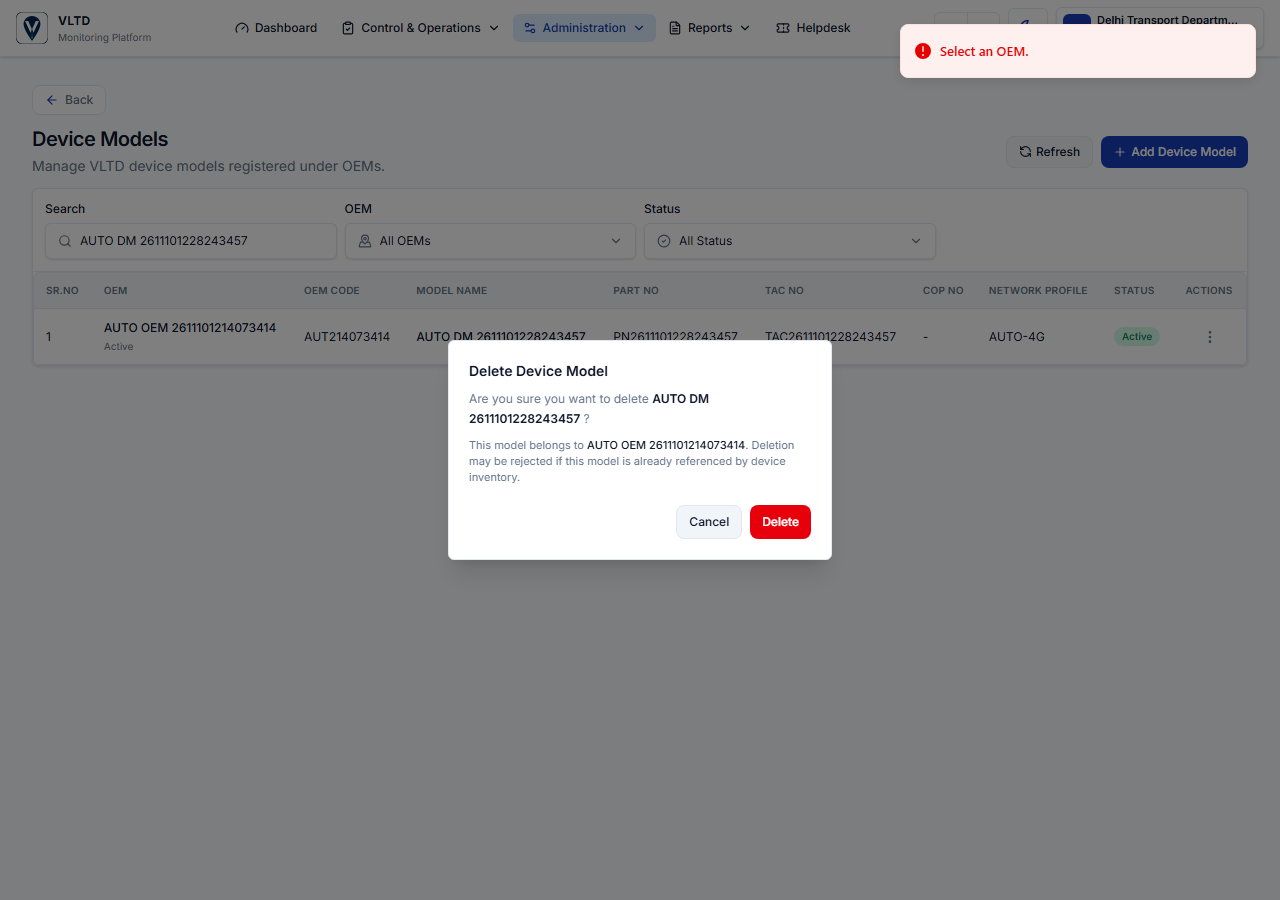 VLTD
Monitoring Platform
Dashboard
Control & Operations
Administration
Reports
Helpdesk
Delhi Transport Departm...
Select an OEM.
Back
Device Models
Manage VLTD device models registered under OEMs.
Refresh
Add Device Model
Search
OEM
Status
AUTO DM 2611101228243457
All OEMs
All Status
SR.NO OEM OEM CODE MODEL NAME PART NO TAC NO COP NO NETWORK PROFILE STATUS ACTIONS
1 AUTO OEM 2611101214073414 AUT214073414 AUTO DM 2611101228243457 PN2611101228243457 TAC2611101228243457 - AUTO-4G Active
Active
Delete Device Model
Are you sure you want to delete AUTO DM
2611101228243457 ?
This model belongs to AUTO OEM 2611101214073414. Deletion
may be rejected if this model is already referenced by device
inventory.
Cancel
Delete